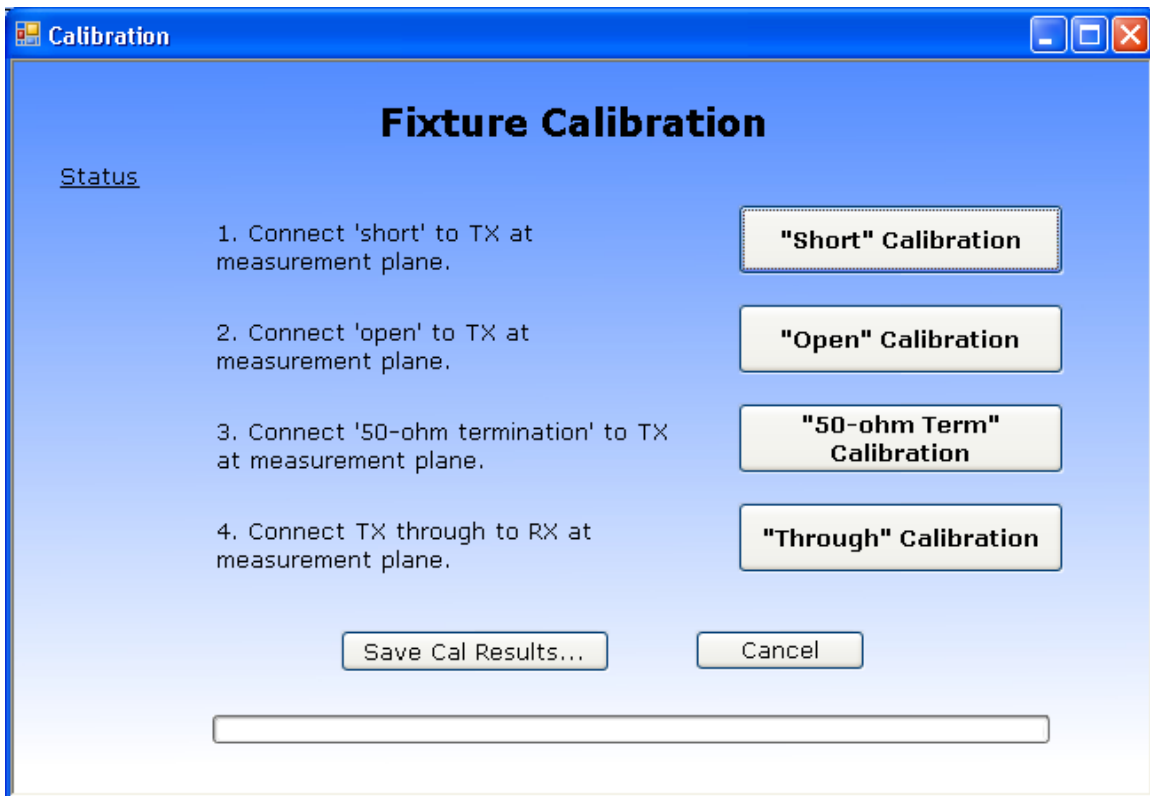 Calibration
Fixture Calibration
Status
1. Connect 'short' to TX at
measurement plane.
"Short" Calibration
2. Connect 'open' to TX at
measurement plane.
"Open" Calibration
3. Connect '50-ohm termination' to TX
at measurement plane.
"50-ohm Term"
Calibration
4. Connect TX through to RX at
measurement plane.
"Through" Calibration
Save Cal Results...
Cancel